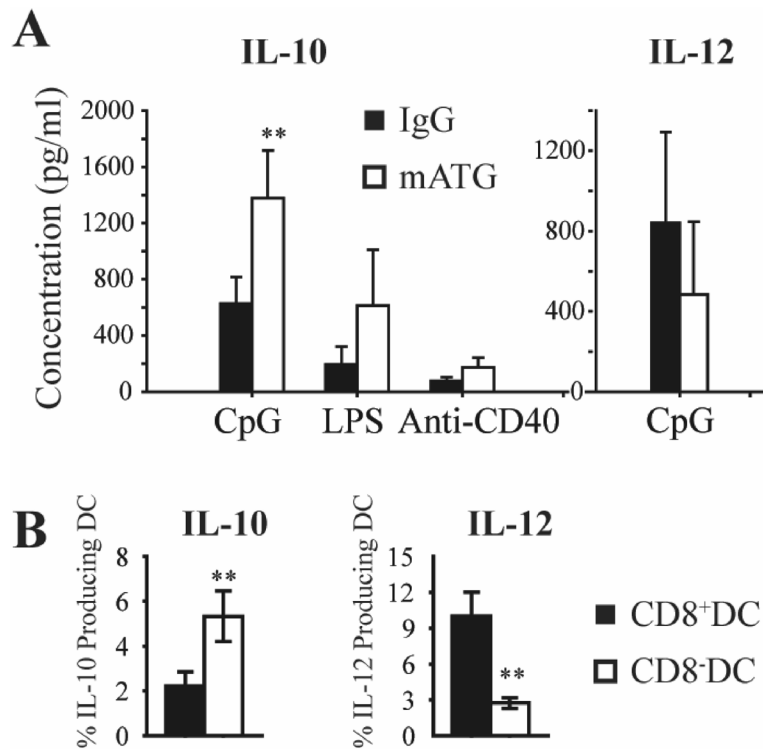 A
IL-10
IL-12
Concentration (pg/ml)
2000
1600
1200
800
400
0
**
IgG
mATG
CpG
LPS
Anti-CD40
1200
800
400
0
CpG
B
IL-10
IL-12
% IL-10 Producing DC
8
6
4
2
0
**
% IL-12 Producing DC
15
12
9
6
3
0
**
CD8⁺DC
CD8⁻DC